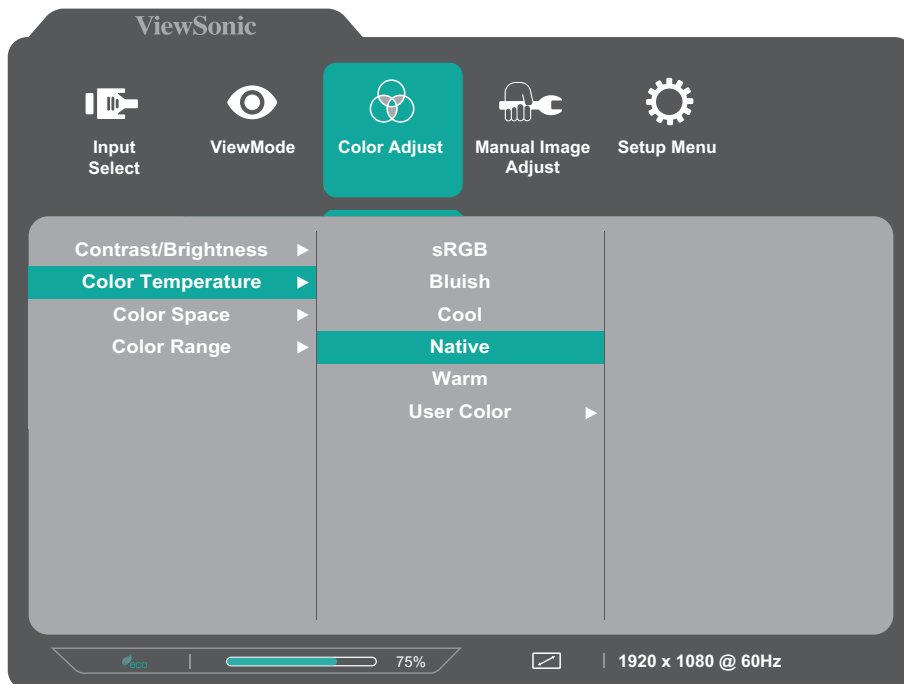 ViewSonic
Input
Select
ViewMode
Color Adjust
Manual Image
Adjust
Setup Menu
Contrast/Brightness
Color Temperature
Color Space
Color Range
sRGB
Bluish
Cool
Native
Warm
User Color
ECO
75%
1920 x 1080 @ 60Hz